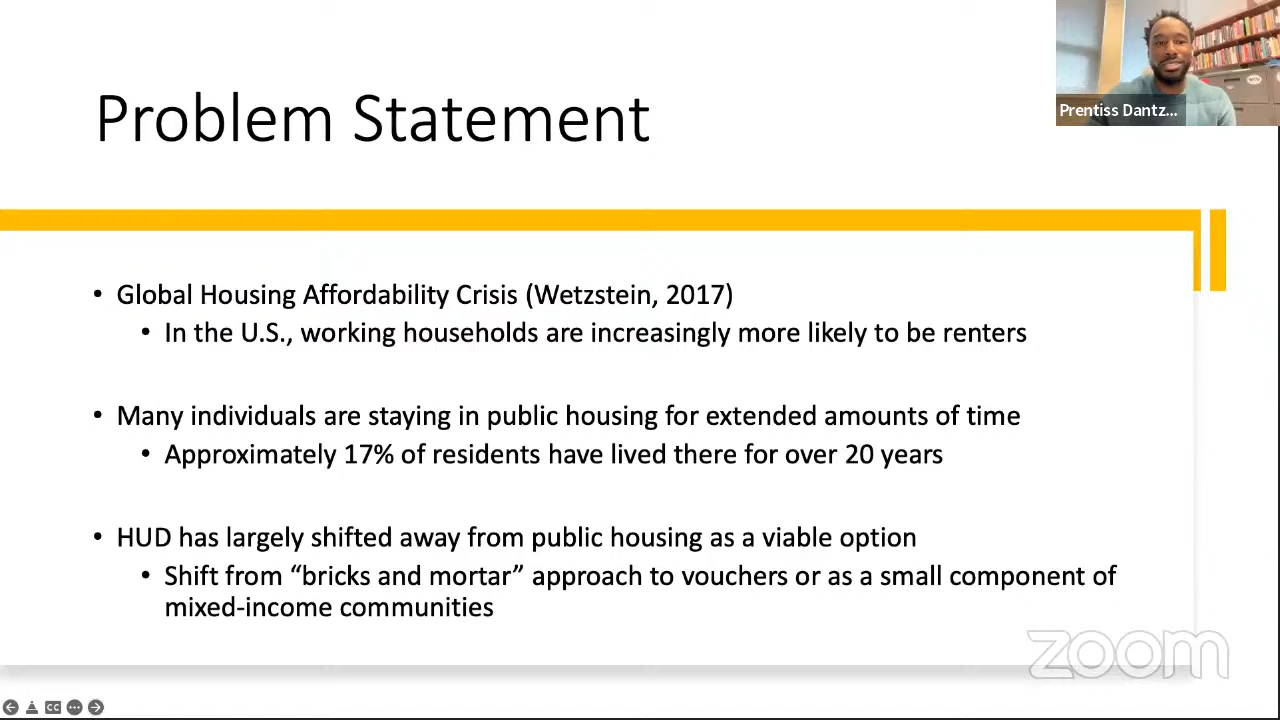 Problem Statement
Prentiss Dantz...
• Global Housing Affordability Crisis (Wetzstein, 2017)
• In the U.S., working households are increasingly more likely to be renters
• Many individuals are staying in public housing for extended amounts of time
• Approximately 17% of residents have lived there for over 20 years
• HUD has largely shifted away from public housing as a viable option
• Shift from “bricks and mortar” approach to vouchers or as a small component of
mixed-income communities
zoom
CC